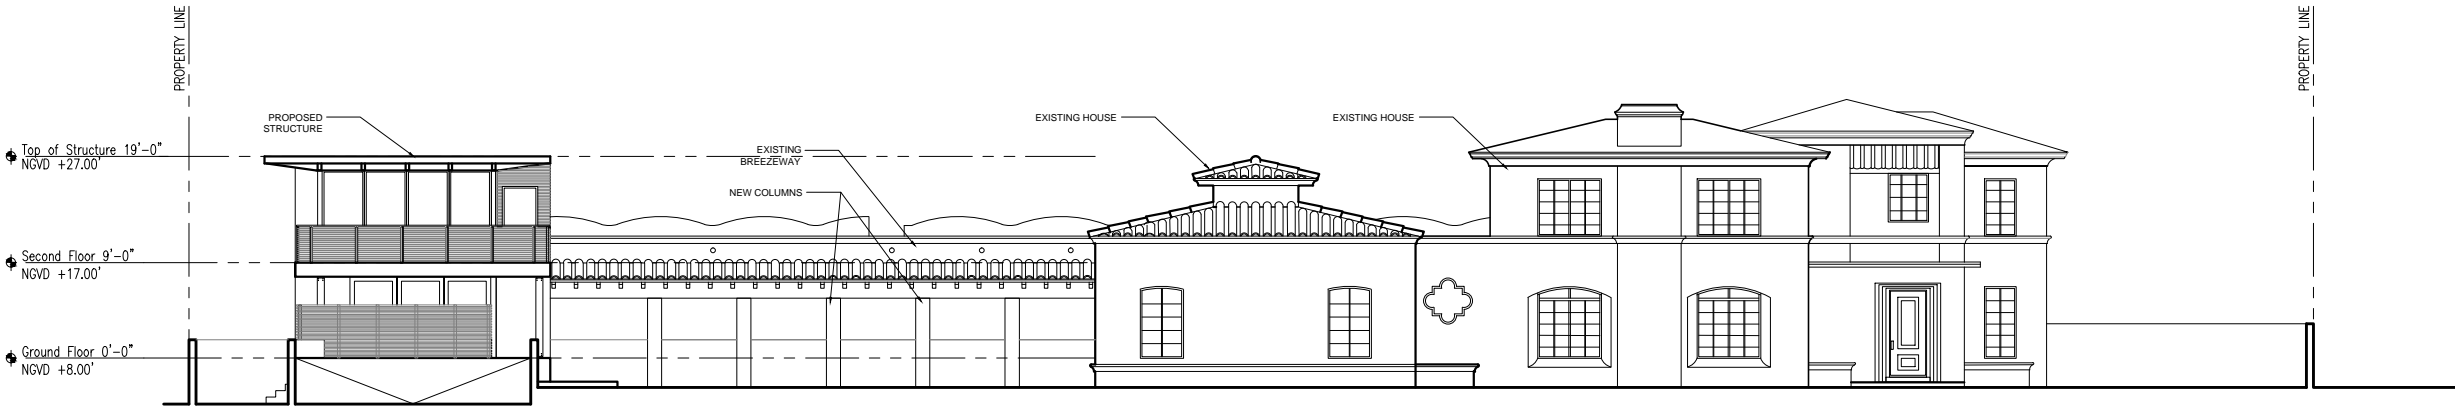 PROPERTY LINE
PROPERTY LINE
PROPOSED
STRUCTURE
EXISTING HOUSE
EXISTING HOUSE
Top of Structure 19'-0"
NGVD +27.00'
EXISTING
BREEZEWAY
NEW COLUMNS
Second Floor 9'-0"
NGVD +17.00'
Ground Floor 0'-0"
NGVD +8.00'